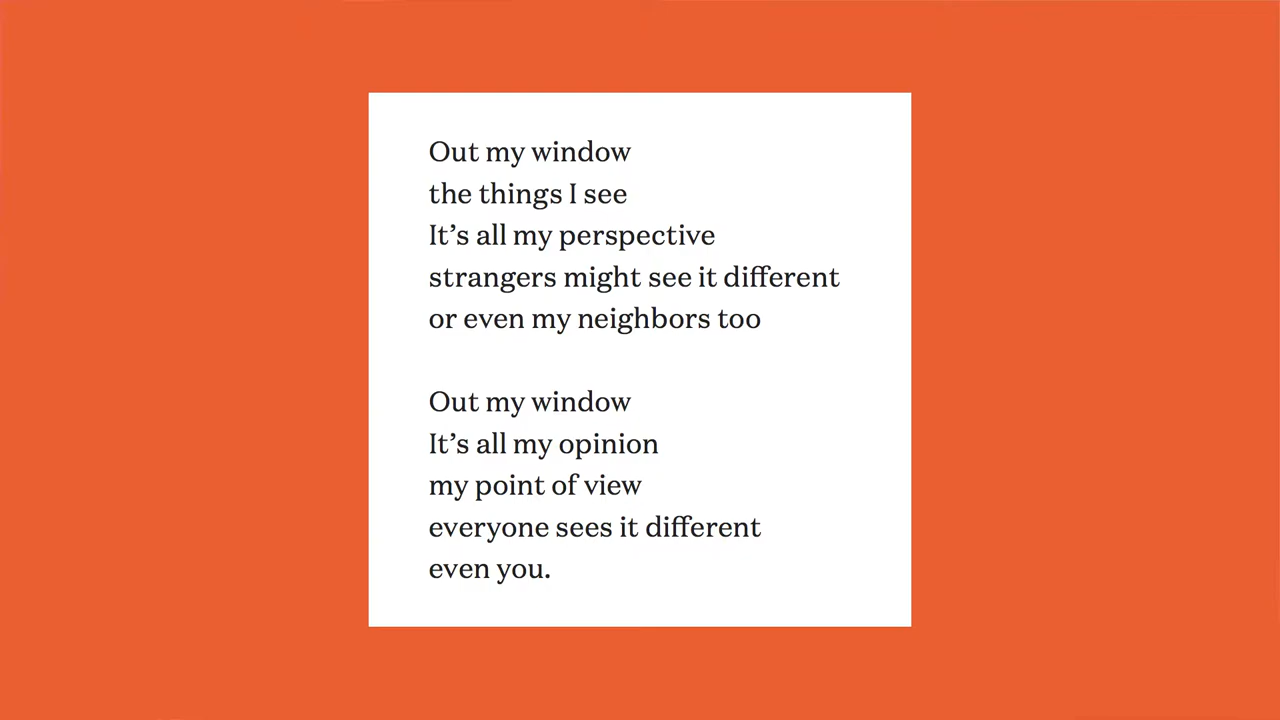 Out my window
the things I see
It’s all my perspective
strangers might see it different
or even my neighbors too

Out my window
It’s all my opinion
my point of view
everyone sees it different
even you.